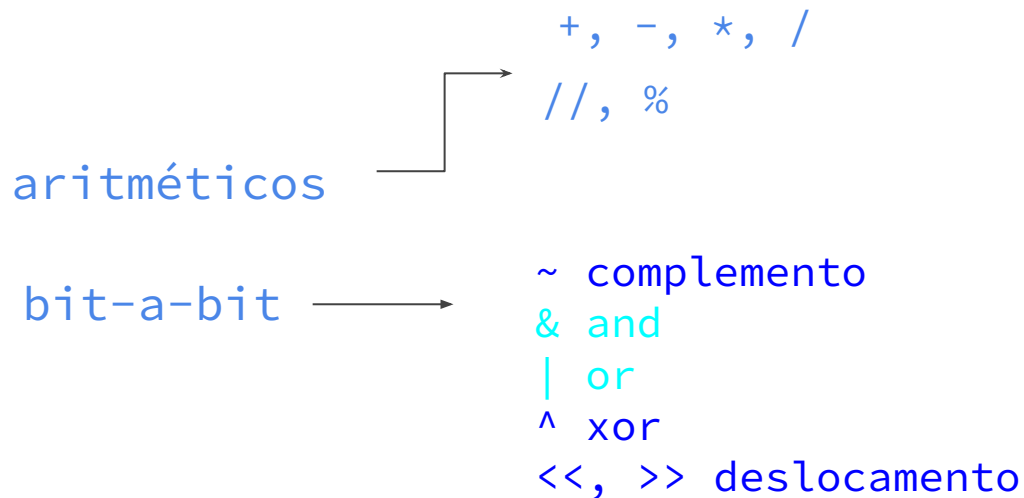 +, -, *, /
//, %
aritméticos
bit-a-bit
~ complemento
& and
| or
^ xor
<<, >> deslocamento